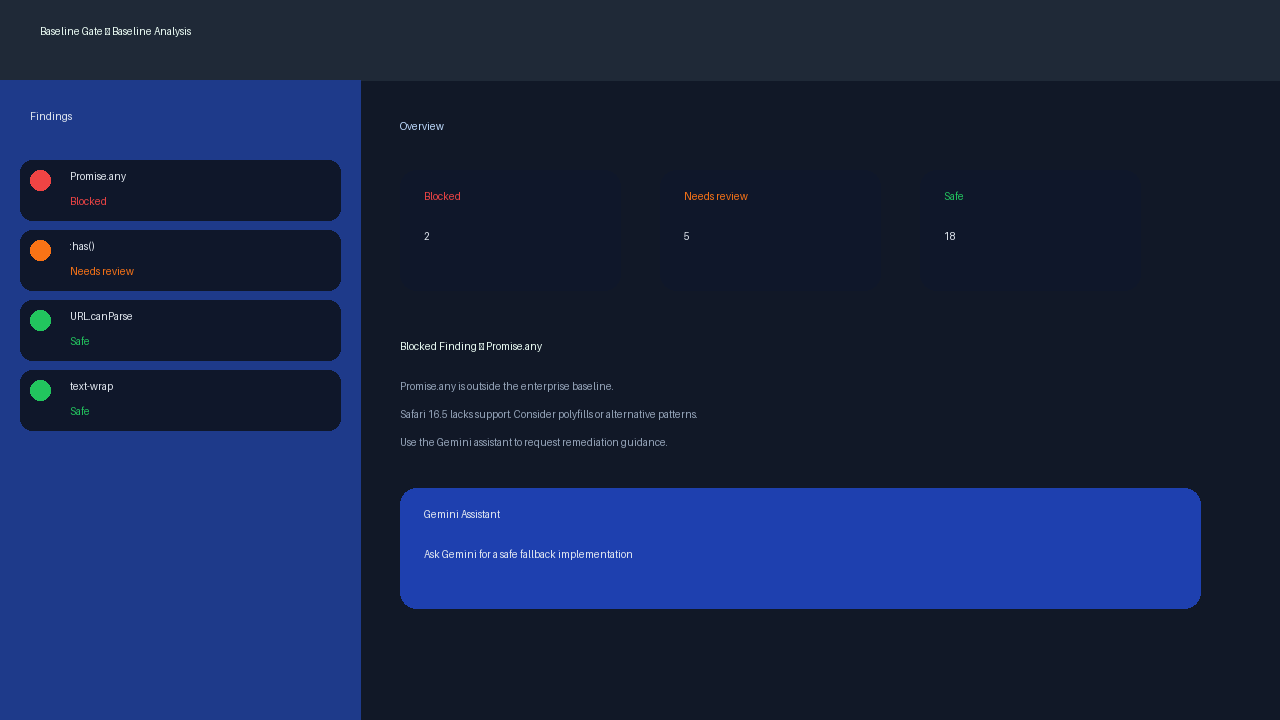 Baseline Gate ▯ Baseline Analysis
Findings
Promise.any
Blocked
:has()
Needs review
URL.canParse
Safe
text-wrap
Safe
Overview
Blocked
2
Needs review
5
Safe
18
Blocked Finding ▯ Promise.any
Promise.any is outside the enterprise baseline.
Safari 16.5 lacks support. Consider polyfills or alternative patterns.
Use the Gemini assistant to request remediation guidance.
Gemini Assistant
Ask Gemini for a safe fallback implementation